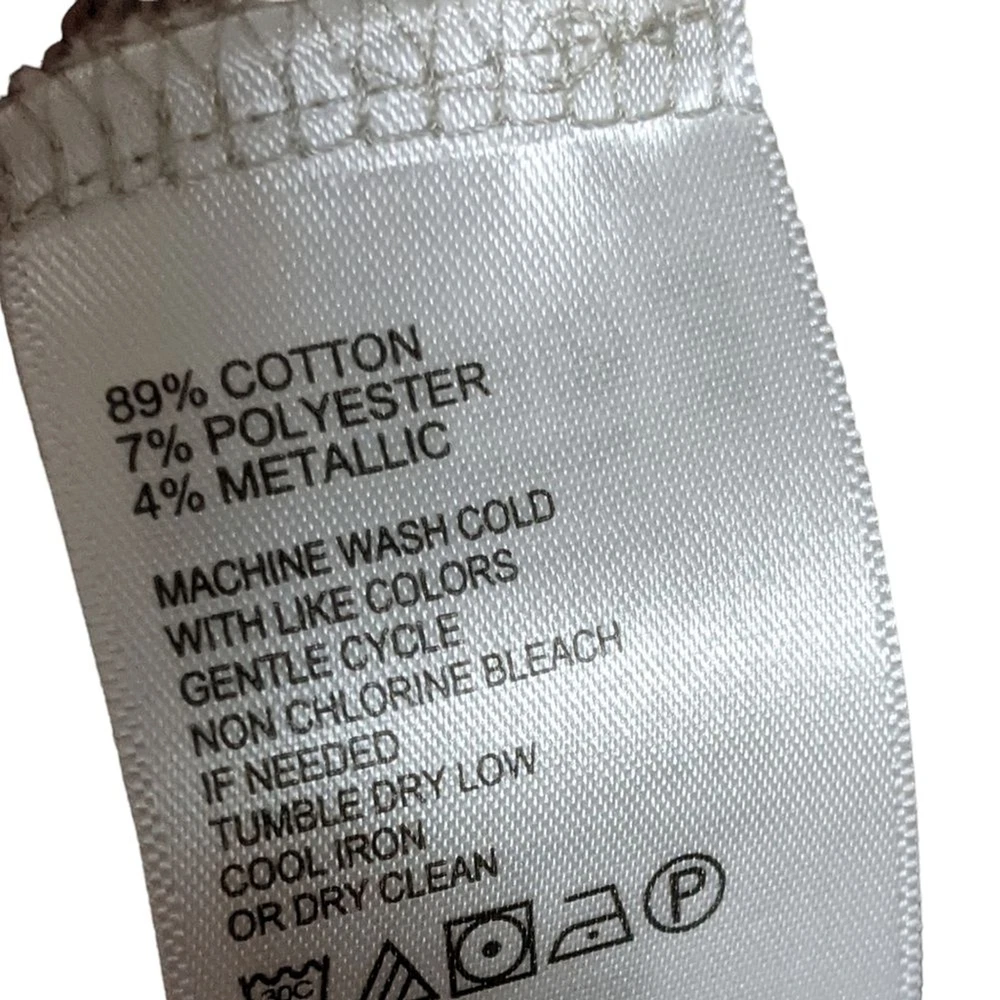 89% COTTON
7% POLYESTER
4% METALLIC
MACHINE WASH COLD
WITH LIKE COLORS
GENTLE CYCLE
NON CHLORINE BLEACH
IF NEEDED
TUMBLE DRY LOW
COOL IRON
OR DRY CLEAN
30C
P